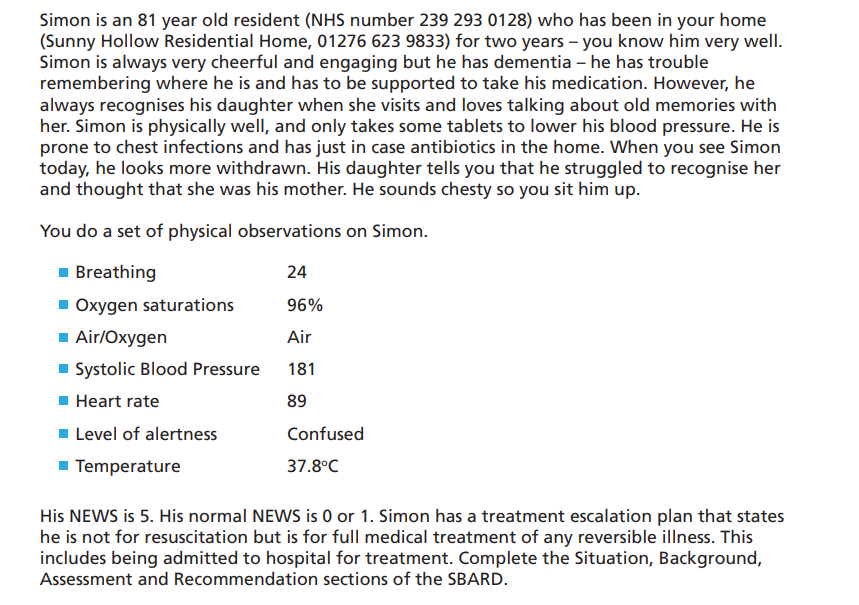 Simon is an 81 year old resident (NHS number 239 293 0128) who has been in your home
(Sunny Hollow Residential Home, 01276 623 9833) for two years – you know him very well.
Simon is always very cheerful and engaging but he has dementia – he has trouble
remembering where he is and has to be supported to take his medication. However, he
always recognises his daughter when she visits and loves talking about old memories with
her. Simon is physically well, and only takes some tablets to lower his blood pressure. He is
prone to chest infections and has just in case antibiotics in the home. When you see Simon
today, he looks more withdrawn. His daughter tells you that he struggled to recognise her
and thought that she was his mother. He sounds chesty so you sit him up.
You do a set of physical observations on Simon.
Breathing 24
Oxygen saturations 96%
Air/Oxygen Air
Systolic Blood Pressure 181
Heart rate 89
Level of alertness Confused
Temperature 37.8°C
His NEWS is 5. His normal NEWS is 0 or 1. Simon has a treatment escalation plan that states
he is not for resuscitation but is for full medical treatment of any reversible illness. This
includes being admitted to hospital for treatment. Complete the Situation, Background,
Assessment and Recommendation sections of the SBARD.